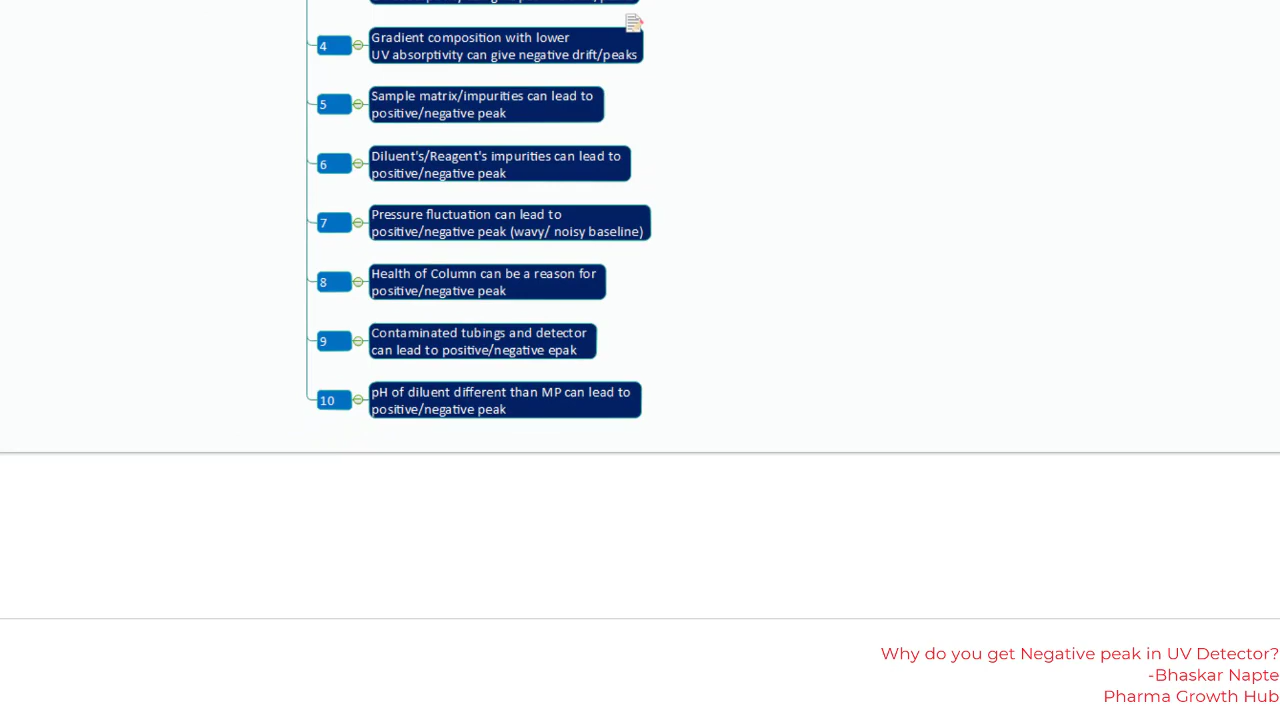 4
Gradient composition with lower
UV absorptivity can give negative drift/peaks
5
Sample matrix/impurities can lead to
positive/negative peak
6
Diluent's/Reagent's impurities can lead to
positive/negative peak
7
Pressure fluctuation can lead to
positive/negative peak (wavy/ noisy baseline)
8
Health of Column can be a reason for
positive/negative peak
9
Contaminated tubings and detector
can lead to positive/negative epak
10
pH of diluent different than MP can lead to
positive/negative peak
Why do you get Negative peak in UV Detector?
-Bhaskar Napte
Pharma Growth Hub